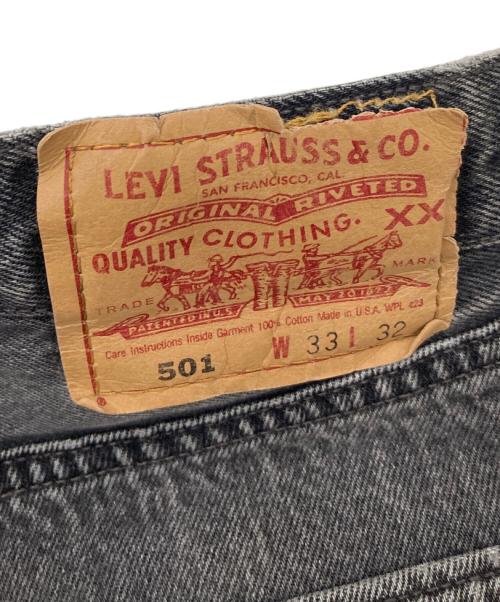 LEVI STRAUSS & CO.
SAN FRANCISCO, CAL.
ORIGINAL RIVETED
QUALITY CLOTHING. XX
TRADE MARK
PATENTED IN U.S. MAY 20 1873
Care Instructions Inside Garment 100% Cotton Made in U.S.A. WPL 423
501 W 33 L 32
®